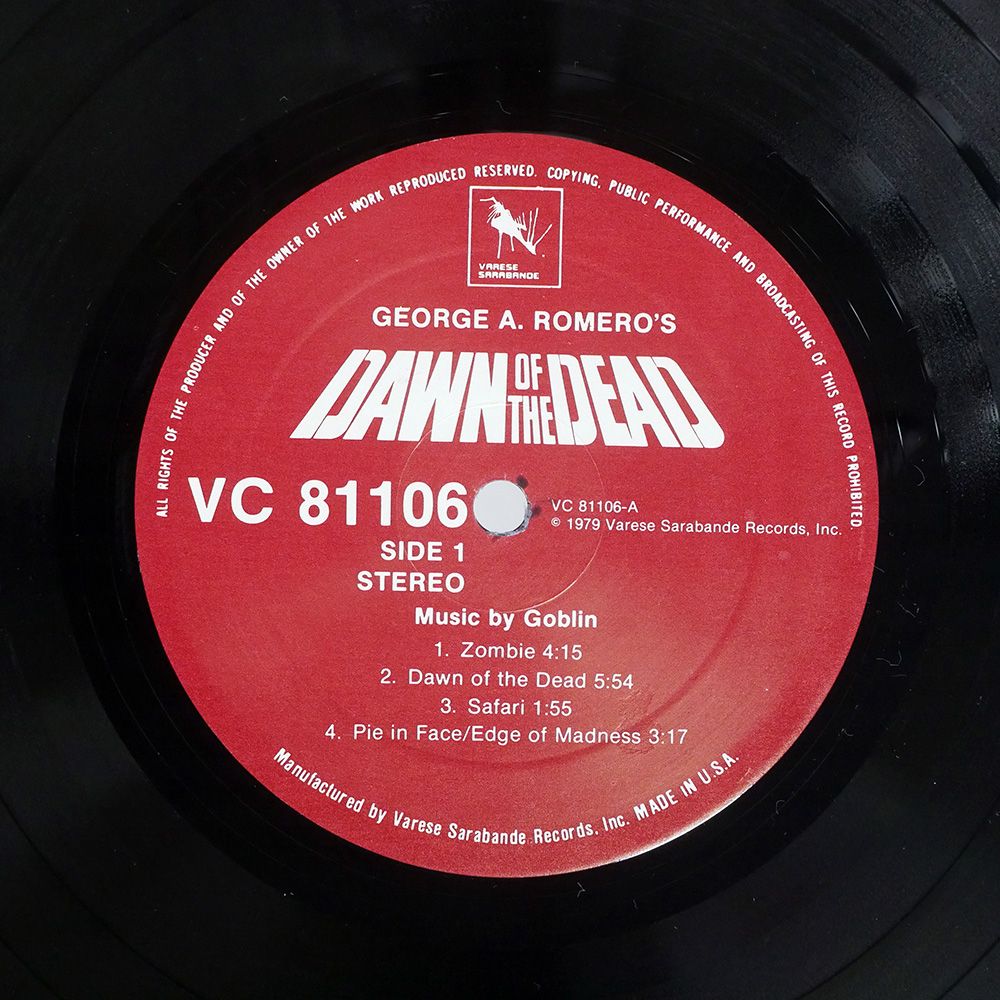 ALL RIGHTS OF THE PRODUCER AND OF THE OWNER OF THE WORK REPRODUCED RESERVED. COPYING, PUBLIC PERFORMANCE AND BROADCASTING OF THIS RECORD PROHIBITED
VARESE
SARABANDE
GEORGE A. ROMERO'S
DAWN OF THE DEAD
VC 81106
SIDE 1
STEREO
VC 81106-A
© 1979 Varese Sarabande Records, Inc.
Music by Goblin
1. Zombie 4:15
2. Dawn of the Dead 5:54
3. Safari 1:55
4. Pie in Face/Edge of Madness 3:17
Manufactured by Varese Sarabande Records, Inc. MADE IN U.S.A.